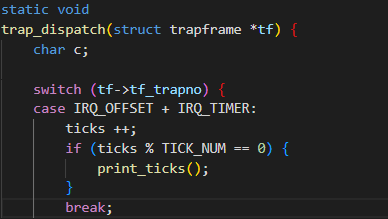 static void
trap_dispatch(struct trapframe *tf) {
    char c;

    switch (tf->tf_trapno) {
    case IRQ_OFFSET + IRQ_TIMER:
        ticks ++;
        if (ticks % TICK_NUM == 0) {
            print_ticks();
        }
        break;